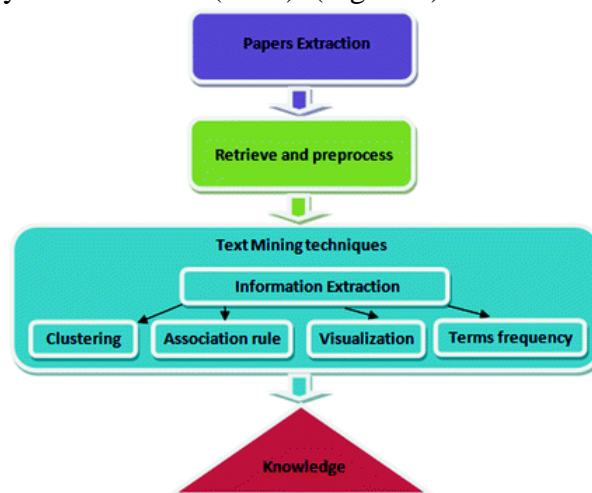 Papers Extraction
Retrieve and preprocess
Text Mining techniques
Information Extraction
Clustering
Association rule
Visualization
Terms frequency
Knowledge